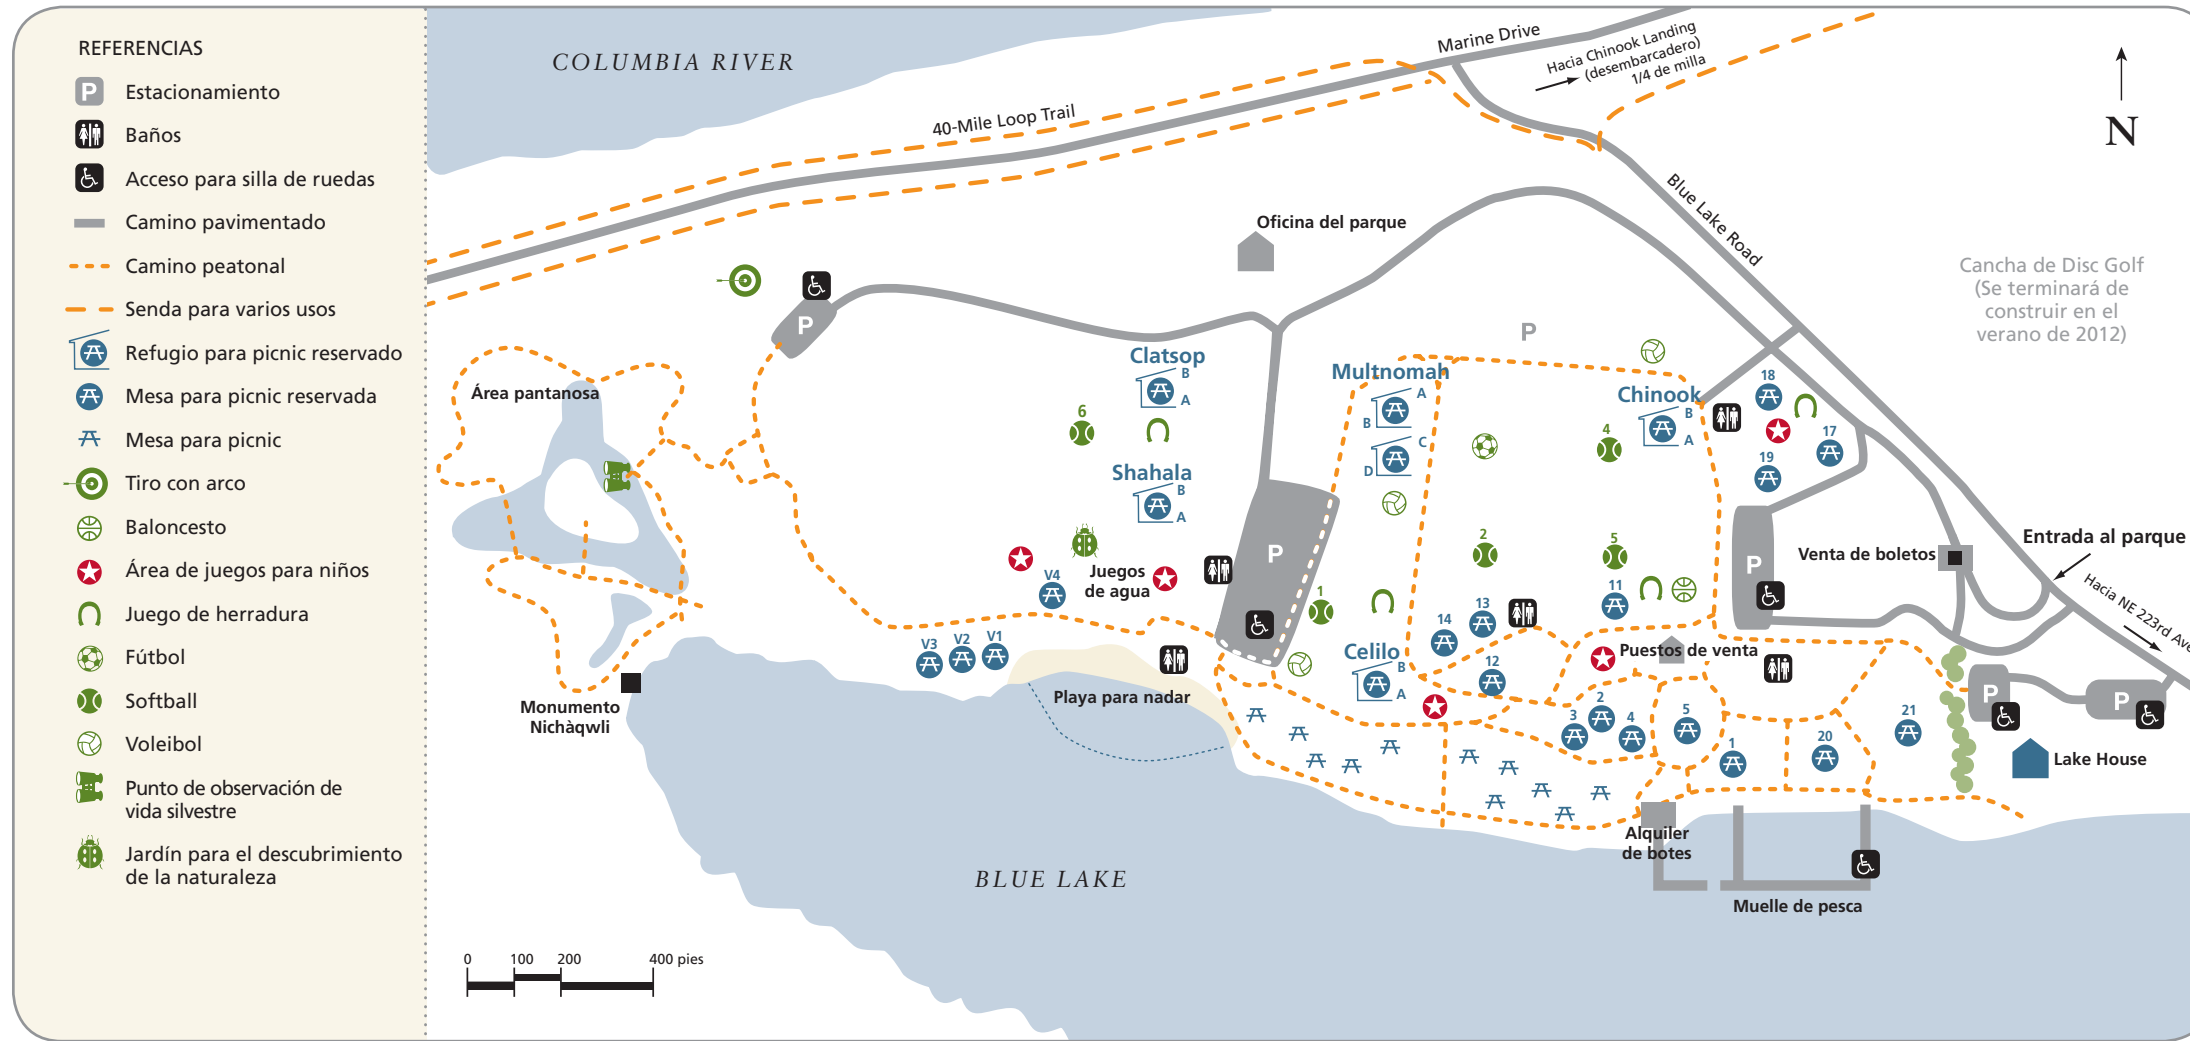 REFERENCIAS
P
Estacionamiento
Baños
Acceso para silla de ruedas
Camino pavimentado
Camino peatonal
Senda para varios usos
Refugio para picnic reservado
Mesa para picnic reservada
Mesa para picnic
Tiro con arco
Baloncesto
Área de juegos para niños
Juego de herradura
Fútbol
Softball
Voleibol
Punto de observación de
vida silvestre
Jardín para el descubrimiento
de la naturaleza
COLUMBIA RIVER
40-Mile Loop Trail
Marine Drive
Hacia Chinook Landing
(desembarcadero)
1/4 de milla
N
Blue Lake Road
Oficina del parque
Cancha de Disc Golf
(Se terminará de
construir en el
verano de 2012)
P
P
Área pantanosa
Clatsop
B
A
6
Shahala
B
A
Multnomah
A
B
C
D
Chinook
B
A
4
18
17
19
2
5
P
P
Juegos
de agua
V4
V3
V2
V1
1
14
13
11
12
Celilo
B
A
Puestos de venta
Venta de boletos
Entrada al parque
Hacia NE 223rd Ave
Monumento
Nichàqwli
Playa para nadar
3
2
4
5
1
20
21
P
P
Lake House
Alquiler
de botes
Muelle de pesca
BLUE LAKE
0
100
200
400 pies